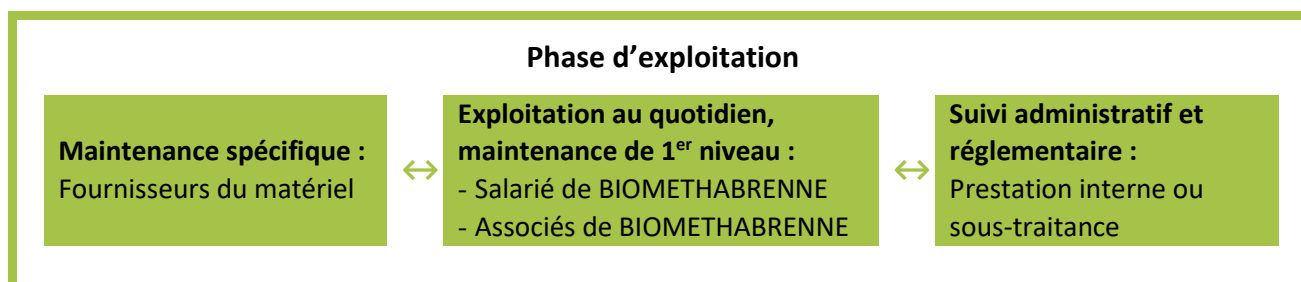 Phase d’exploitation
Maintenance spécifique :
Fournisseurs du matériel
↔
Exploitation au quotidien,
maintenance de 1er niveau :
- Salarié de BIOMETHABRENNE
- Associés de BIOMETHABRENNE
↔
Suivi administratif et
réglementaire :
Prestation interne ou
sous-traitance